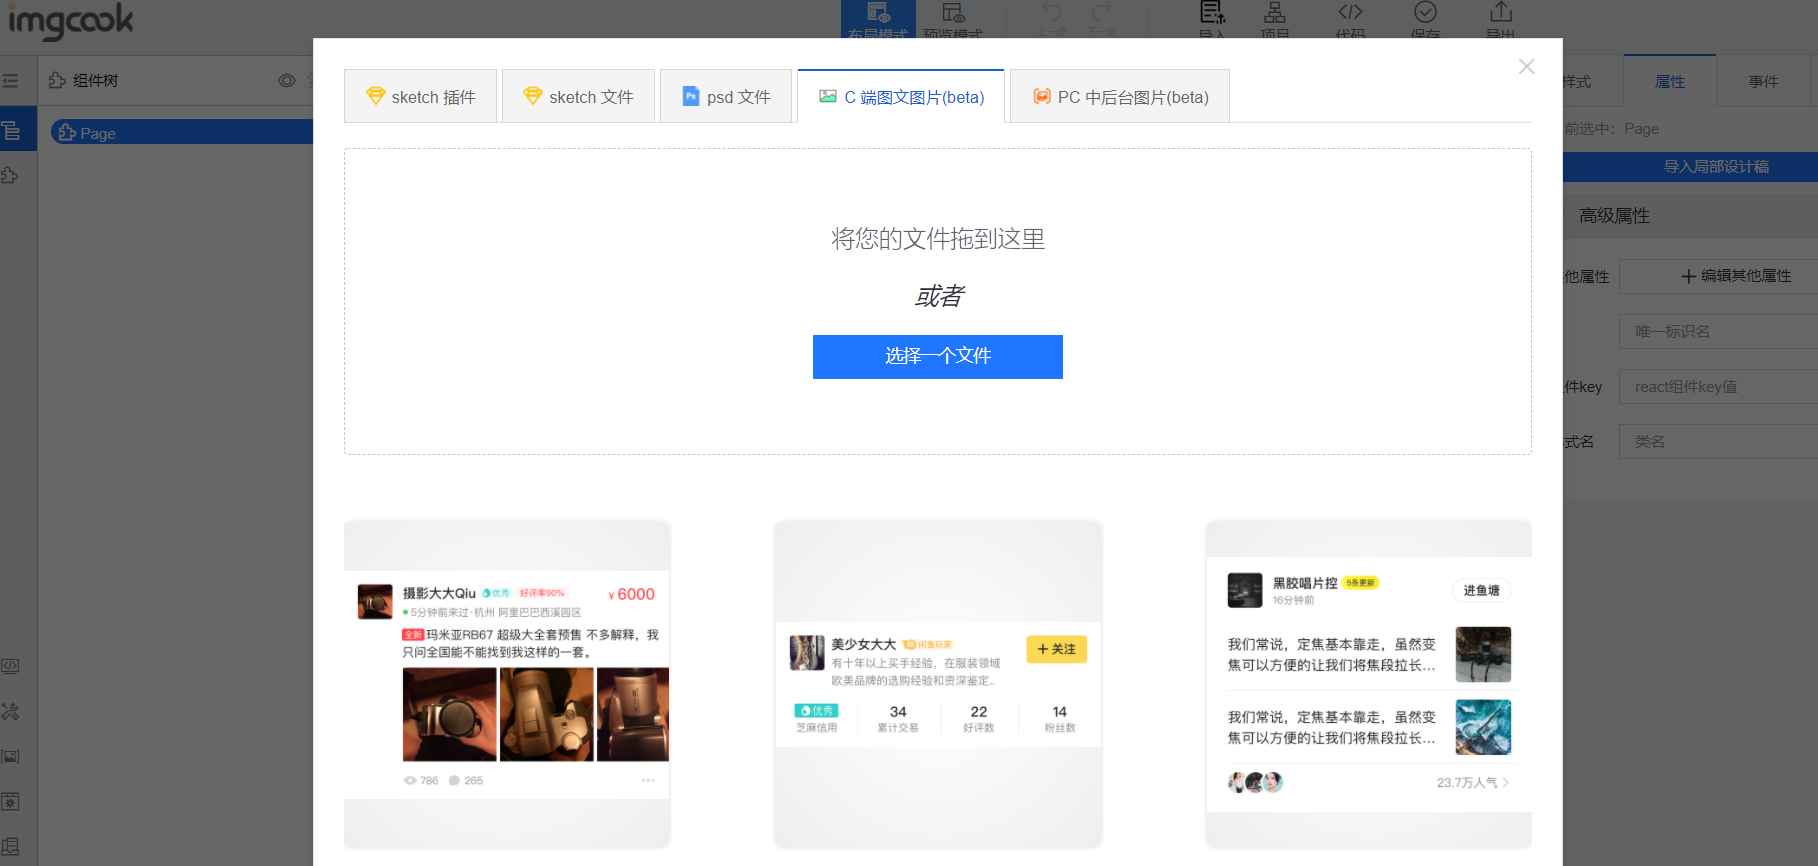 imgcook
布局模式
预览模式
上一步
下一步
导入
项目
代码
保存
导出
组件树
Page
sketch 插件
sketch 文件
psd 文件
C 端图文图片(beta)
PC 中后台图片(beta)
将您的文件拖到这里
或者
选择一个文件
样式
属性
事件
前选中：Page
导入局部设计稿
高级属性
他属性
编辑其他属性
唯一标识名
件key
react组件key值
式名
类名
摄影大大Qiu
优秀
好评率90%
¥ 6000
5分钟前来过·杭州 阿里巴巴西溪园区
全新 玛米亚RB67 超级大全套预售 不多解释，我
只问全国能不能找到我这样的一套。
786
265
美少女大大
闲鱼玩家
+ 关注
有十年以上买手经验，在服装领域
欧美品牌的选购经验和资深鉴定..
优秀
34
22
14
芝麻信用
累计交易
好评数
粉丝数
黑胶唱片控
5条更新
进鱼塘
16分钟前
我们常说，定焦基本靠走，虽然变
焦可以方便的让我们将焦段拉长...
我们常说，定焦基本靠走，虽然变
焦可以方便的让我们将焦段拉长...
23.7万人气